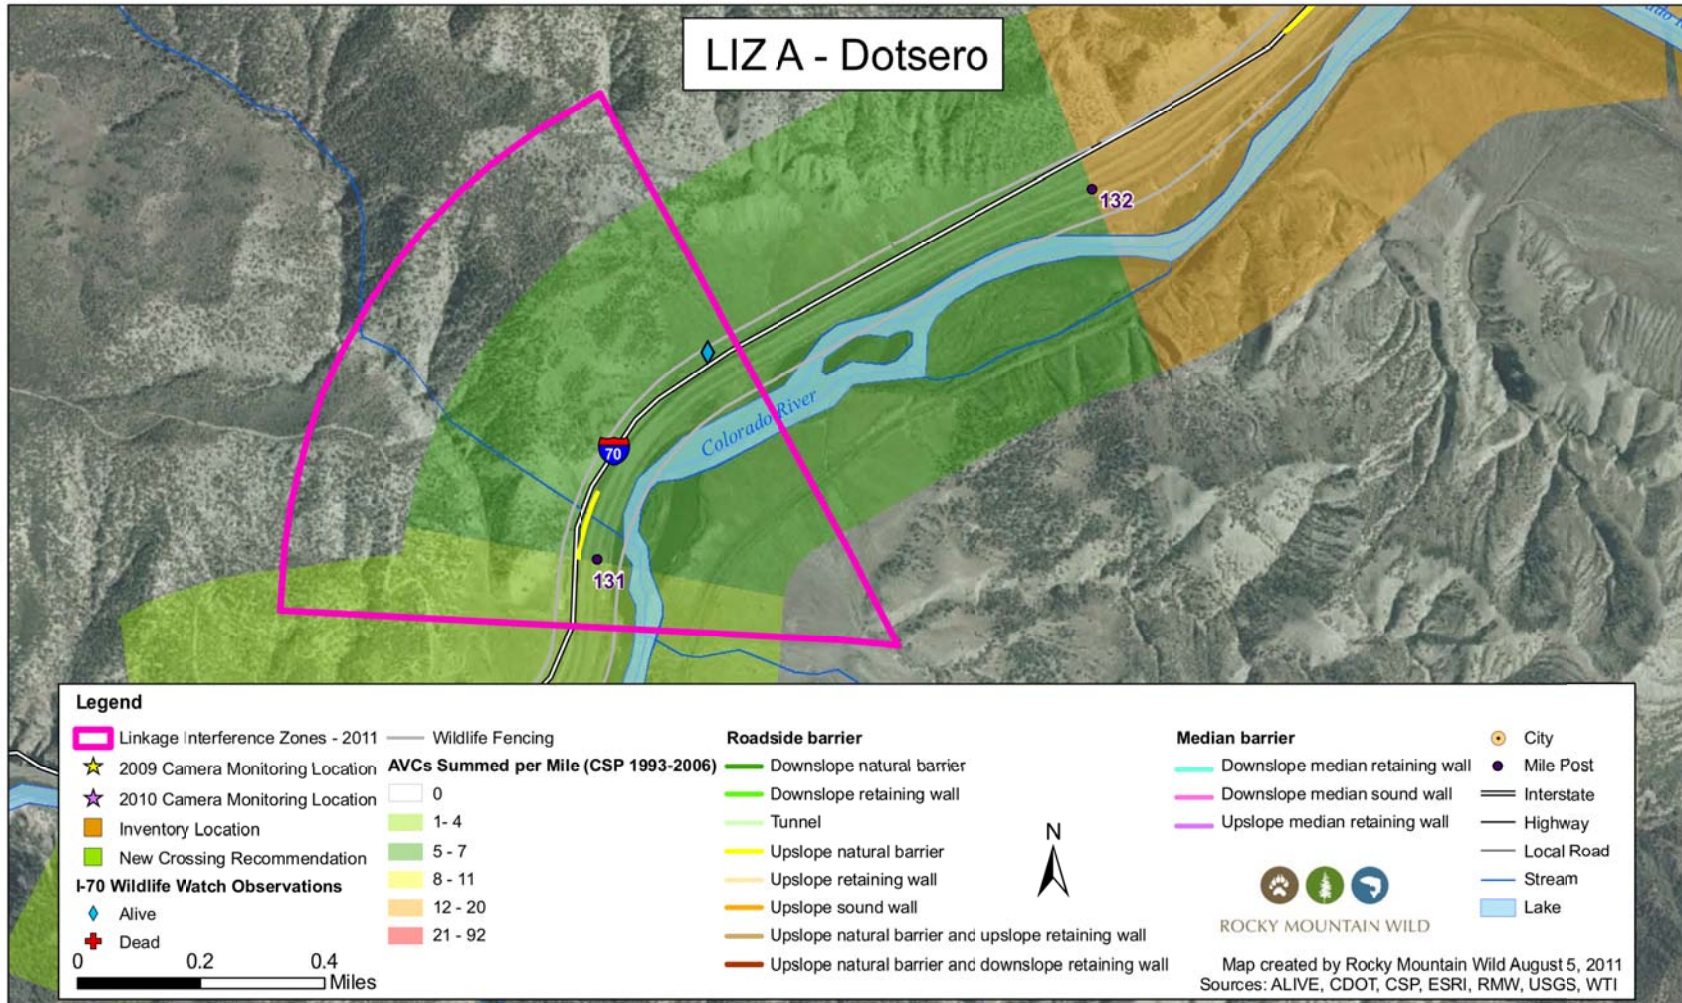 LIZ A - Dotsero
132
Colorado River
70
131
Legend
Linkage Interference Zones - 2011
2009 Camera Monitoring Location
2010 Camera Monitoring Location
Inventory Location
New Crossing Recommendation
I-70 Wildlife Watch Observations
Alive
Dead
0 0.2 0.4
Miles
Wildlife Fencing
AVCs Summed per Mile (CSP 1993-2006)
0
1- 4
5 - 7
8 - 11
12 - 20
21 - 92
Roadside barrier
Downslope natural barrier
Downslope retaining wall
Tunnel
Upslope natural barrier
Upslope retaining wall
Upslope sound wall
Upslope natural barrier and upslope retaining wall
Upslope natural barrier and downslope retaining wall
N
Median barrier
Downslope median retaining wall
Downslope median sound wall
Upslope median retaining wall
City
Mile Post
Interstate
Highway
Local Road
Stream
Lake
ROCKY MOUNTAIN WILD
Map created by Rocky Mountain Wild August 5, 2011
Sources: ALIVE, CDOT, CSP, ESRI, RMW, USGS, WTI